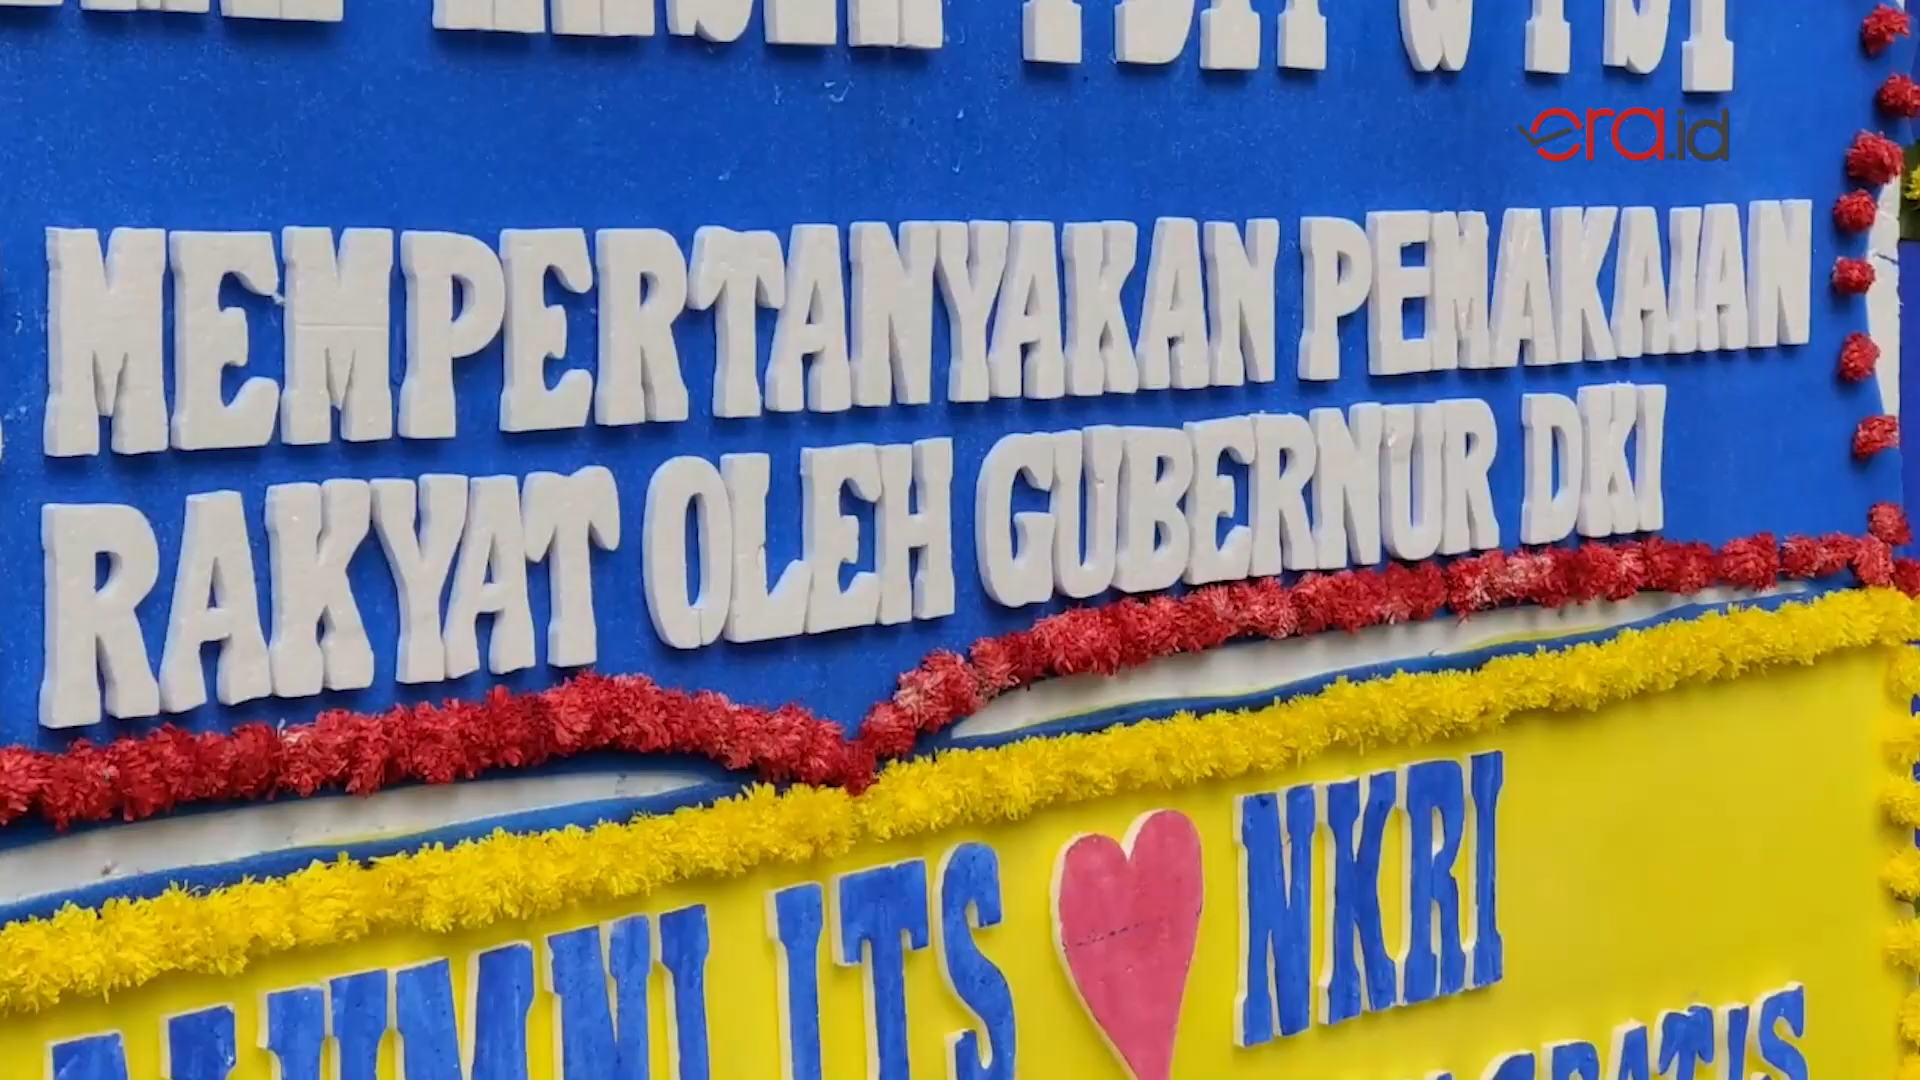 era.id
MEMPERTANYAKAN PEMAKAIAN
RAKYAT OLEH GUBERNUR DKI
ALUMNI ITS NKRI